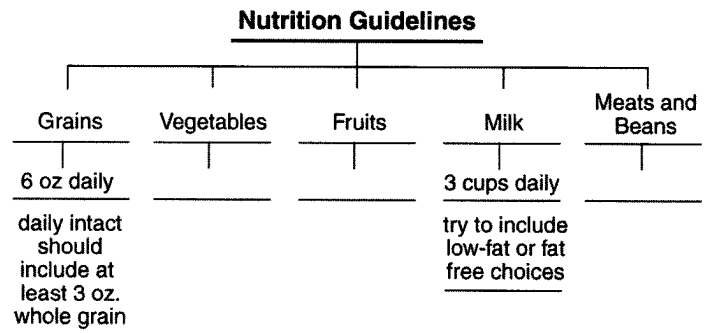 Nutrition Guidelines
Grains
Vegetables
Fruits
Milk
Meats and
Beans
6 oz daily
3 cups daily
daily intact
should
include at
least 3 oz.
whole grain
try to include
low-fat or fat
free choices